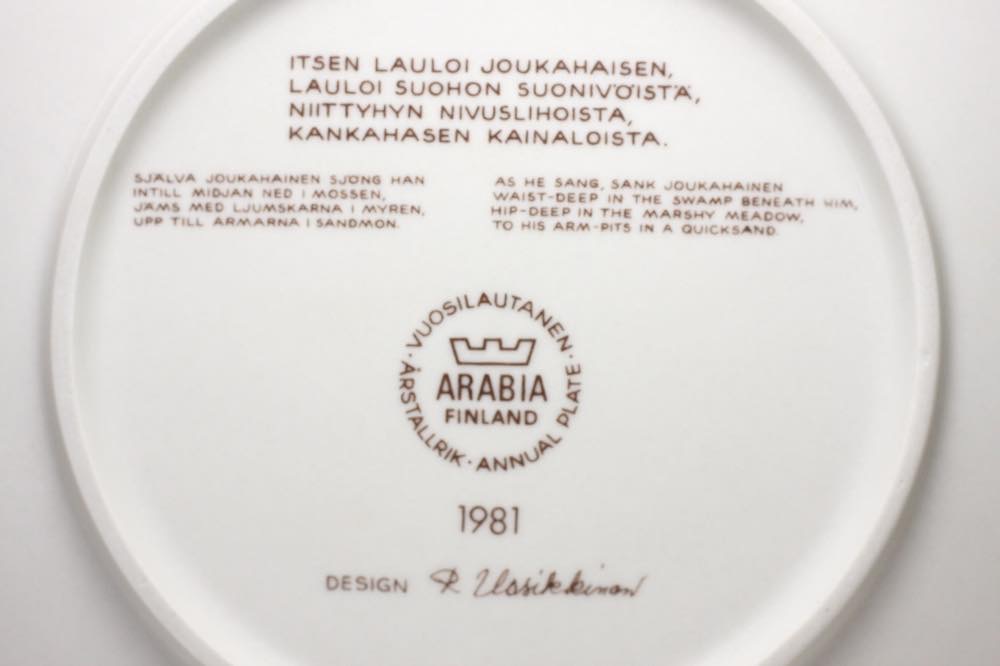 ITSEN LAULOI JOUKAHAISEN,
LAULOI SUOHON SUONIVÖISTÄ,
NIITTYHYN NIVUSLIHOISTA,
KANKAHASEN KAINALOISTA.
SJÄLVA JOUKAHAINEN SJÖNG HAN
INTILL MIDJAN NED I MOSSEN,
JÄMS MED LJUMSKARNA I MYREN,
UPP TILL ARMARNA I SANDMON.
AS HE SANG, SANK JOUKAHAINEN
WAIST-DEEP IN THE SWAMP BENEATH HIM,
HIP-DEEP IN THE MARSHY MEADOW,
TO HIS ARM-PITS IN A QUICKSAND.
· VUOSILAUTANEN · ANNUAL PLATE · ÅRSTALLRIK
ARABIA
FINLAND
1981
DESIGN R Uosikkinen